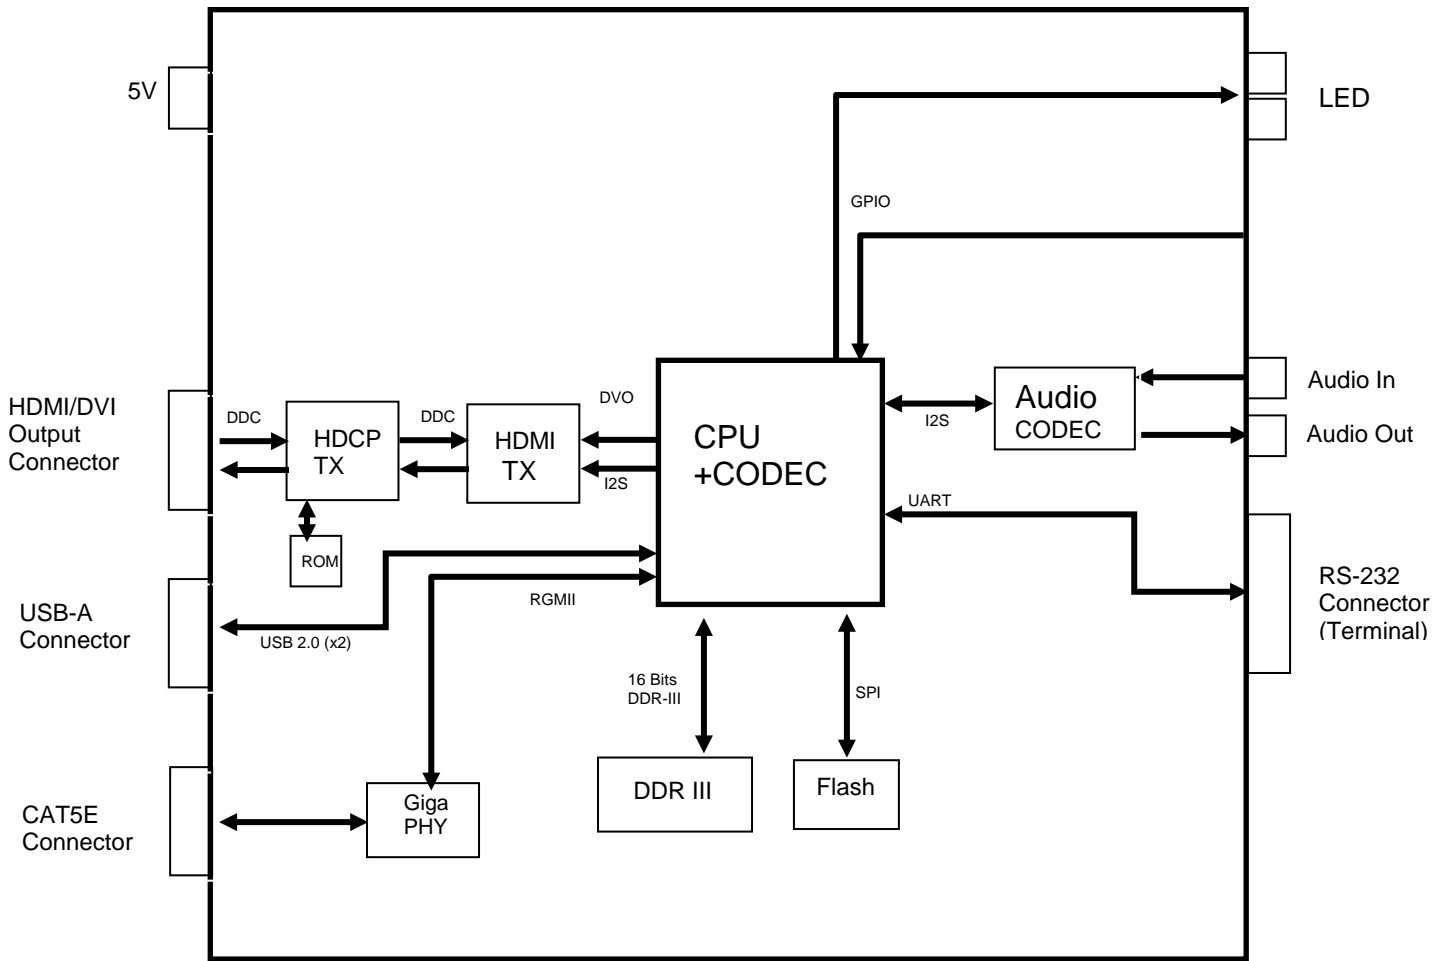 5V
LED
GPIO
HDMI/DVI
Output
Connector
DDC
HDCP
TX
DDC
HDMI
TX
DVO
I2S
CPU
+CODEC
I2S
Audio
CODEC
Audio In
Audio Out
UART
ROM
USB-A
Connector
USB 2.0 (x2)
RGMII
RS-232
Connector
(Terminal)
16 Bits
DDR-III
SPI
DDR III
Flash
CAT5E
Connector
Giga
PHY